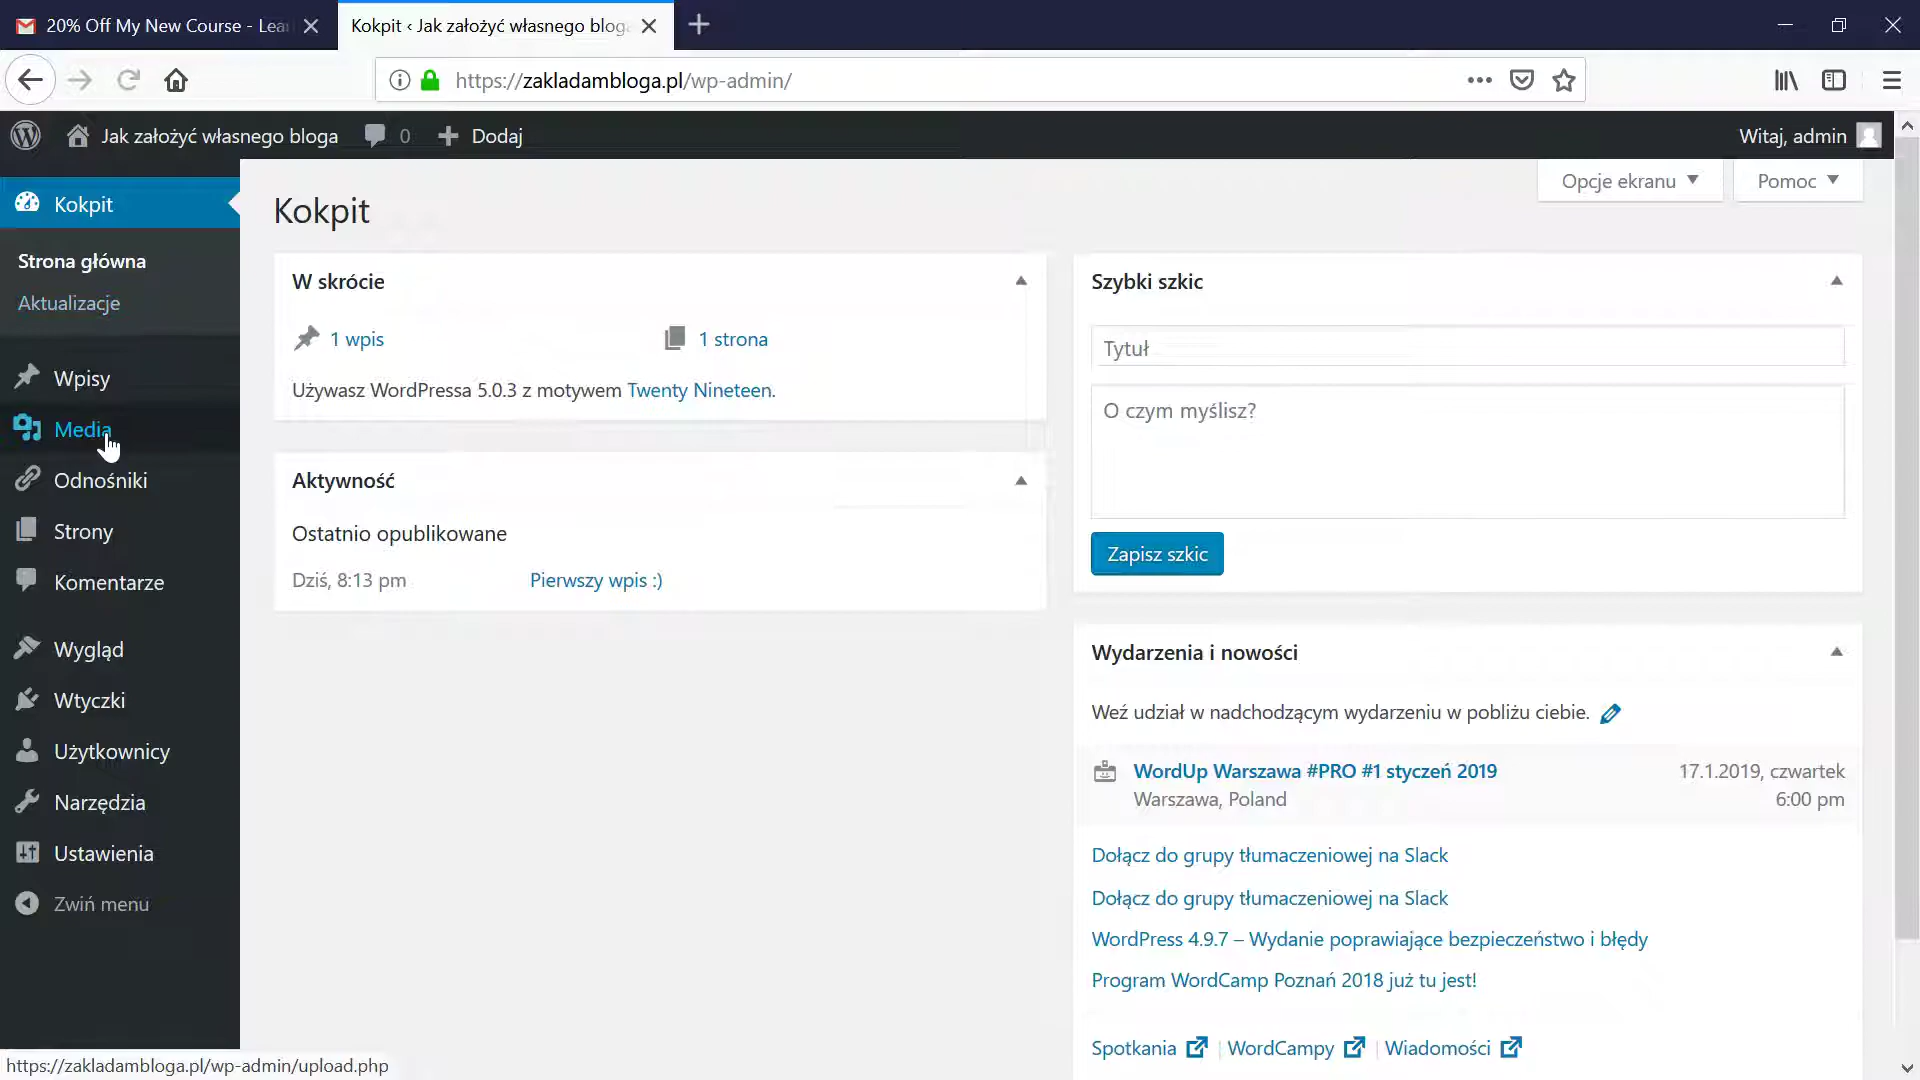 20% Off My New Course - Lea
Kokpit ‹ Jak założyć własnego bloga
https://zakladambloga.pl/wp-admin/
Jak założyć własnego bloga
0
Dodaj
Witaj, admin
Kokpit
Strona główna
Aktualizacje
Wpisy
Media
Odnośniki
Strony
Komentarze
Wygląd
Wtyczki
Użytkownicy
Narzędzia
Ustawienia
Zwiń menu
Opcje ekranu
Pomoc
Kokpit
W skrócie
1 wpis
1 strona
Używasz WordPressa 5.0.3 z motywem Twenty Nineteen.
Aktywność
Ostatnio opublikowane
Dziś, 8:13 pm Pierwszy wpis :)
Szybki szkic
Tytuł
O czym myślisz?
Zapisz szkic
Wydarzenia i nowości
Weź udział w nadchodzącym wydarzeniu w pobliżu ciebie.
WordUp Warszawa #PRO #1 styczeń 2019 17.1.2019, czwartek
Warszawa, Poland 6:00 pm
Dołącz do grupy tłumaczeniowej na Slack
Dołącz do grupy tłumaczeniowej na Slack
WordPress 4.9.7 – Wydanie poprawiające bezpieczeństwo i błędy
Program WordCamp Poznań 2018 już tu jest!
Spotkania | WordCampy | Wiadomości
https://zakladambloga.pl/wp-admin/upload.php